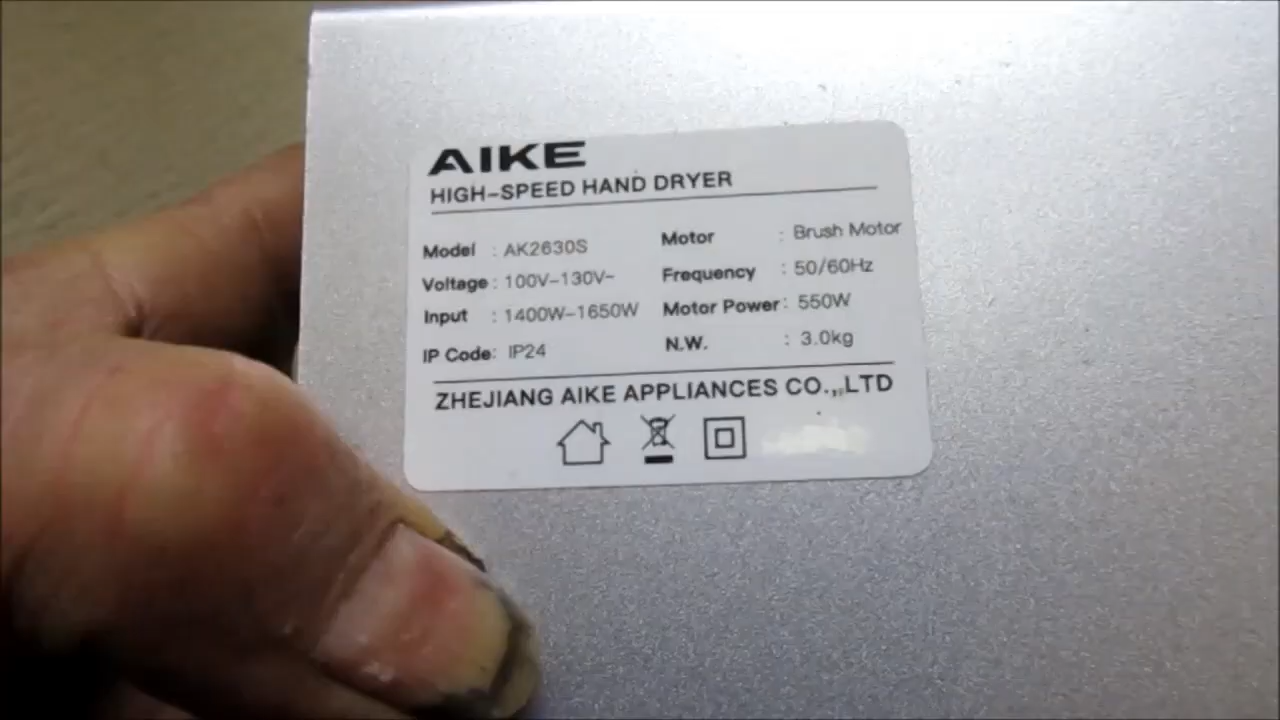 AIKE
HIGH-SPEED HAND DRYER
Model : AK2630S Motor : Brush Motor
Voltage : 100V-130V~ Frequency : 50/60Hz
Input : 1400W-1650W Motor Power : 550W
IP Code: IP24 N.W. : 3.0kg
ZHEJIANG AIKE APPLIANCES CO.,LTD